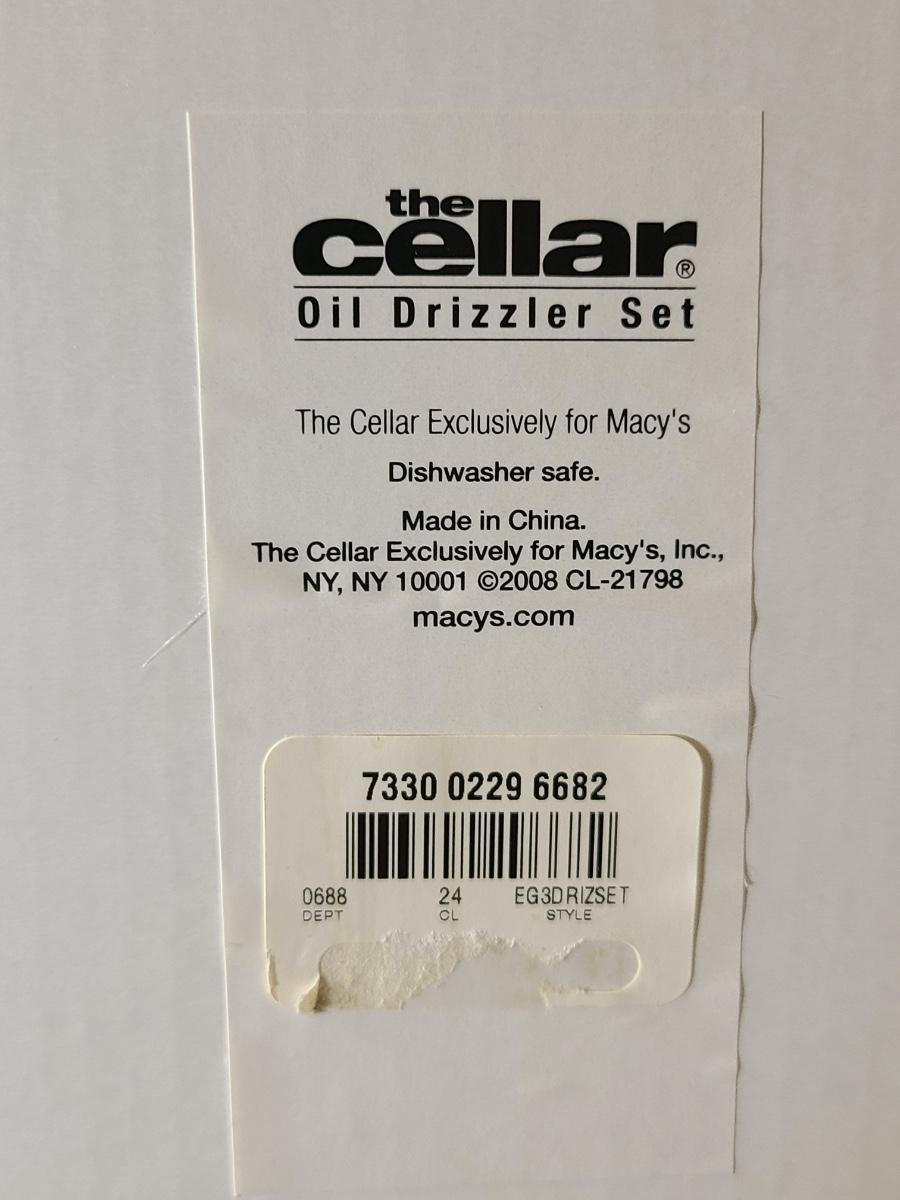 the
cellar®
Oil Drizzler Set
The Cellar Exclusively for Macy's
Dishwasher safe.
Made in China.
The Cellar Exclusively for Macy's, Inc.,
NY, NY 10001 ©2008 CL-21798
macys.com
7330 0229 6682
0688 24 EG3DRIZSET
DEPT CL STYLE